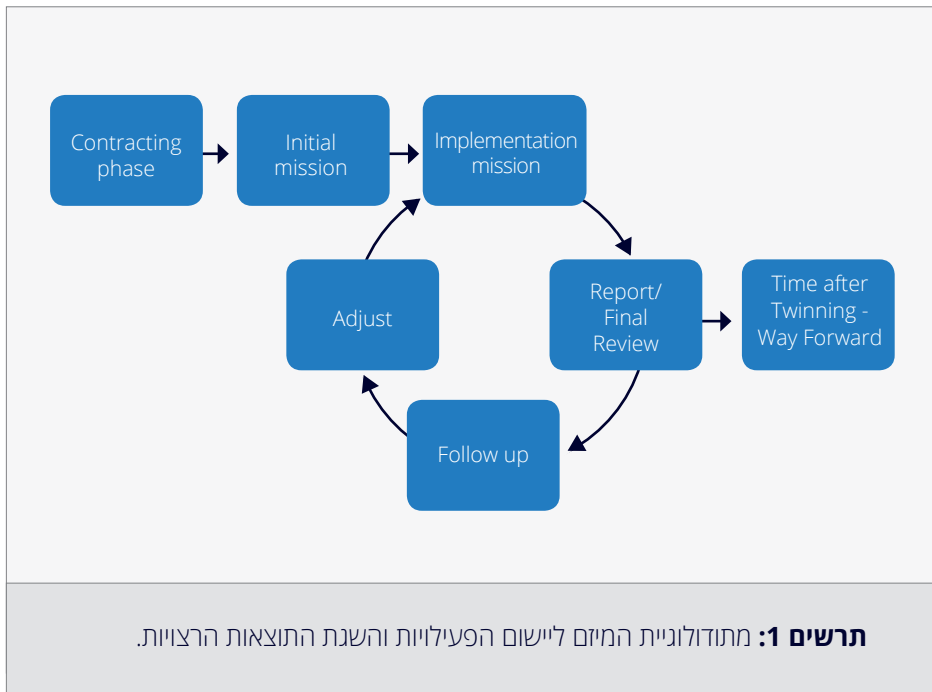 Contracting
phase
Initial
mission
Implementation
mission
Report/
Final
Review
Time after
Twinning -
Way Forward
Adjust
Follow up
תרשים 1: מתודולוגיית המיזם ליישום הפעילויות והשגת התוצאות הרצויות.